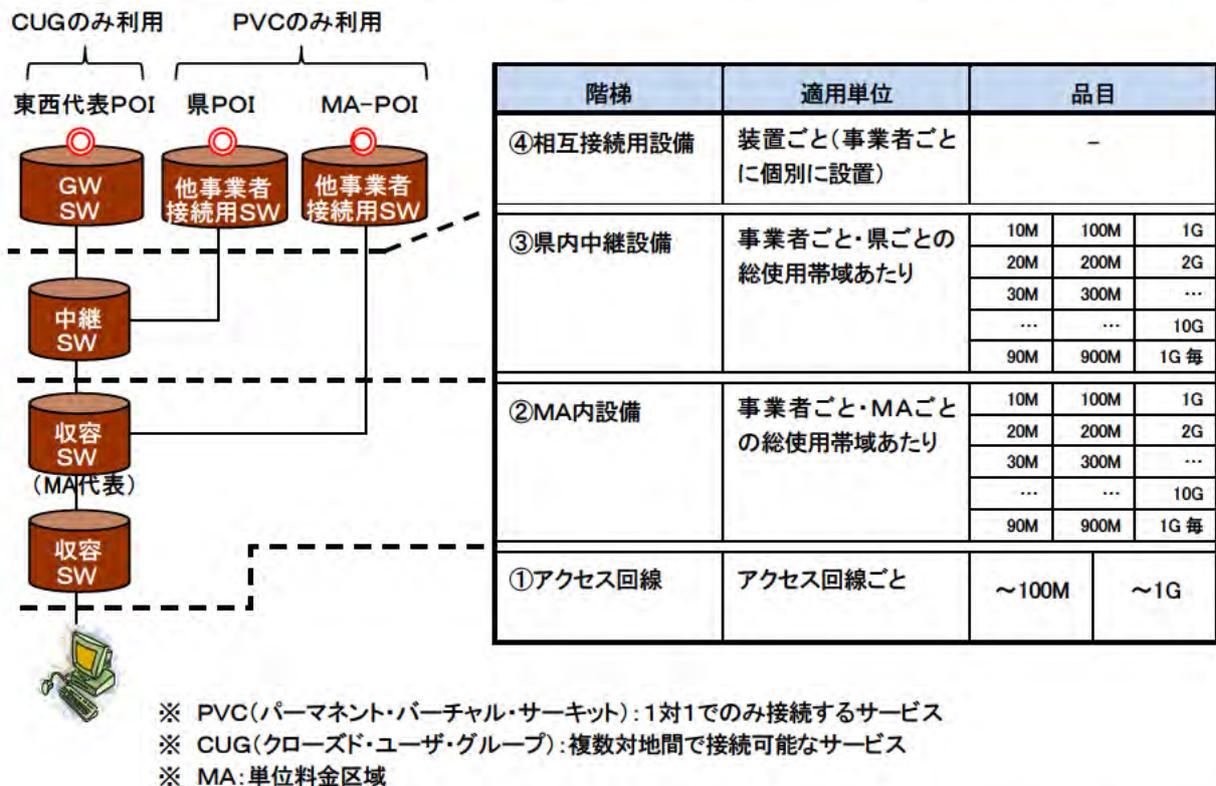 CUGのみ利用 PVCのみ利用
東西代表POI 県POI MA-POI
GW
SW
他事業者
接続用SW
他事業者
接続用SW
中継
SW
収容
SW
(MA代表)
収容
SW
階梯 適用単位 品目
④相互接続用設備 装置ごと(事業者ごと
に個別に設置) -
③県内中継設備 事業者ごと・県ごとの
総使用帯域あたり
10M 100M 1G
20M 200M 2G
30M 300M …
… … 10G
90M 900M 1G 毎
②MA内設備 事業者ごと・MAごと
の総使用帯域あたり
10M 100M 1G
20M 200M 2G
30M 300M …
… … 10G
90M 900M 1G 毎
①アクセス回線 アクセス回線ごと ～100M ～1G
※ PVC(パーマネント・バーチャル・サーキット):1対1でのみ接続するサービス
※ CUG(クローズド・ユーザ・グループ):複数対地間で接続可能なサービス
※ MA:単位料金区域